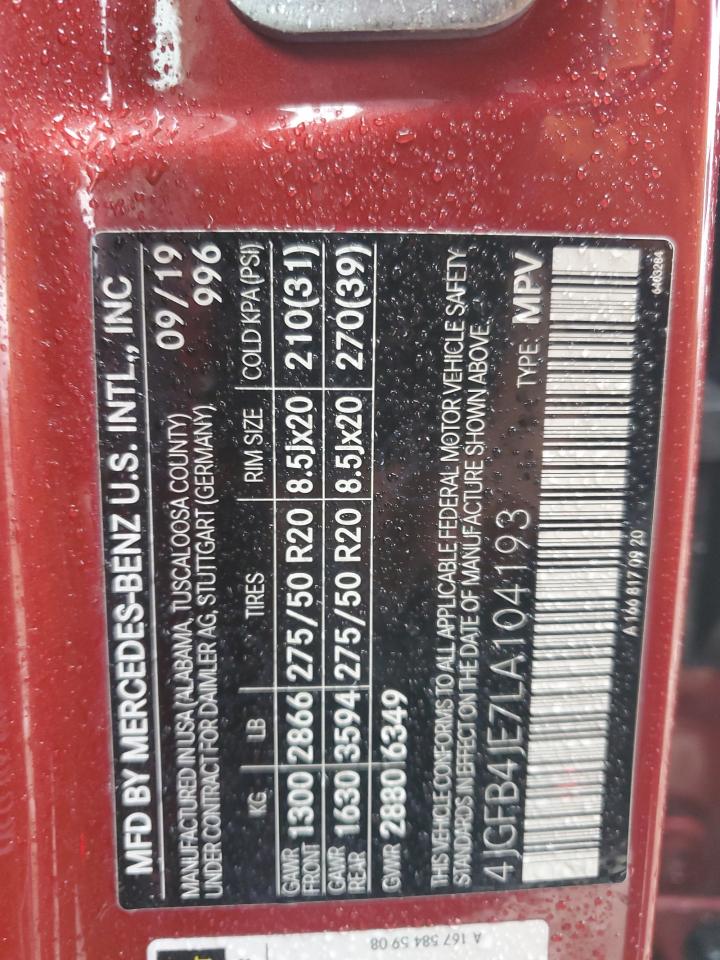 MFD BY MERCEDES-BENZ U.S. INTL., INC
09/19
MANUFACTURED IN USA (ALABAMA, TUSCALOOSA COUNTY)
996
UNDER CONTRACT FOR DAIMLER AG, STUTTGART (GERMANY)
KG LB TIRES RIM SIZE COLD KPA (PSI)
GAWR FRONT 1300 2866 275/50 R20 8.5Jx20 210(31)
GAWR REAR 1630 3594 275/50 R20 8.5Jx20 270(39)
GWR 2880 6349
THIS VEHICLE CONFORMS TO ALL APPLICABLE FEDERAL MOTOR VEHICLE SAFETY
STANDARDS IN EFFECT ON THE DATE OF MANUFACTURE SHOWN ABOVE.
4JGFB4JE7LA104193 TYPE: MPV
A 166 817 09 20 6403284
A 167 584 59 08